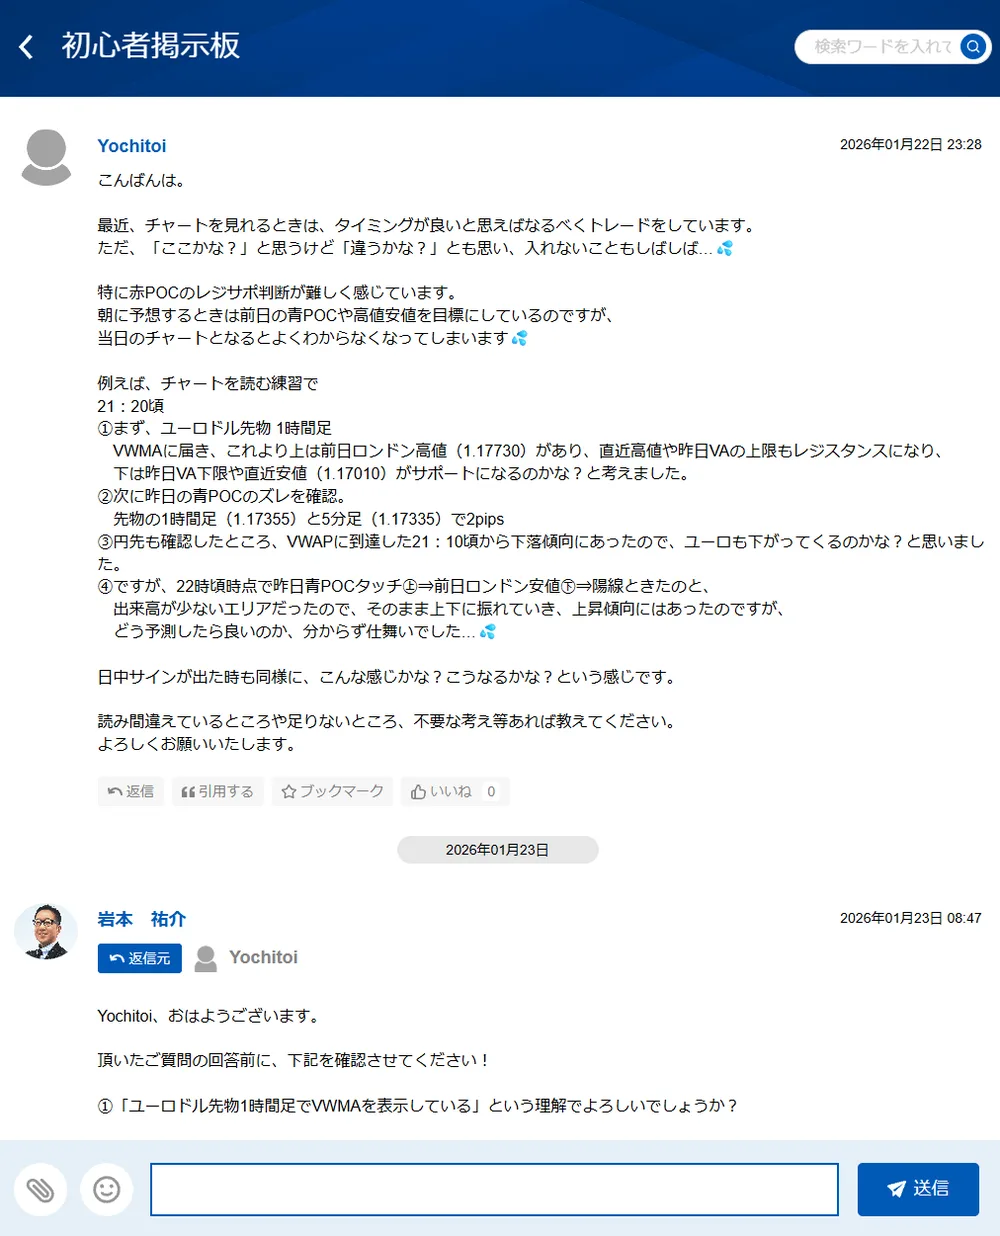 初心者掲示板
検索ワードを入れて
Yochitoi
2026年01月22日 23:28
こんばんは。
最近、チャートを見れるときは、タイミングが良いと思えばなるべくトレードをしています。
ただ、「ここかな？」と思うけど「違うかな？」とも思い、入れないこともしばしば…💦
特に赤POCのレジサポ判断が難しく感じています。
朝に予想するときは前日の青POCや高値安値を目標にしているのですが、
当日のチャートとなるとよくわからなくなってしまいます💦
例えば、チャートを読む練習で
21：20頃
①まず、ユーロドル先物 1時間足
VWMAに届き、これより上は前日ロンドン高値（1.17730）があり、直近高値や昨日VAの上限もレジスタンスになり、
下は昨日VA下限や直近安値（1.17010）がサポートになるのかな？と考えました。
②次に昨日の青POCのズレを確認。
先物の1時間足（1.17355）と5分足（1.17335）で2pips
③円先も確認したところ、VWAPに到達した21：10頃から下落傾向にあったので、ユーロも下がってくるのかな？と思いまし
た。
④ですが、22時頃時点で昨日青POCタッチ㊤⇒前日ロンドン安値㊦⇒陽線ときたのと、
出来高が少ないエリアだったので、そのまま上下に振れていき、上昇傾向にはあったのですが、
どう予測したら良いのか、分からず仕舞いでした…💦
日中サインが出た時も同様に、こんな感じかな？こうなるかな？という感じです。
読み間違えているところや足りないところ、不要な考え等あれば教えてください。
よろしくお願いいたします。
返信 引用する ブックマーク いいね 0
2026年01月23日
岩本　祐介
2026年01月23日 08:47
返信元 Yochitoi
Yochitoi、おはようございます。
頂いたご質問の回答前に、下記を確認させてください！
①「ユーロドル先物1時間足でVWMAを表示している」という理解でよろしいでしょうか？
送信